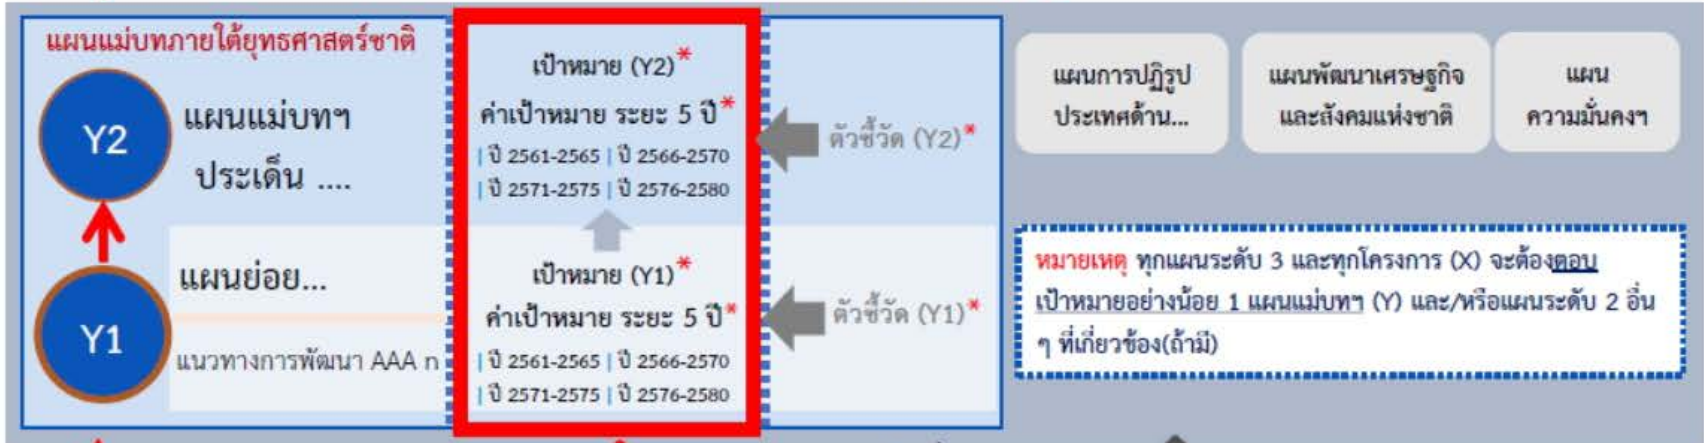 แผนแม่บทภายใต้ยุทธศาสตร์ชาติ
Y2
แผนแม่บทฯ
ประเด็น ....
เป้าหมาย (Y2)*
ค่าเป้าหมาย ระยะ 5 ปี*
| ปี 2561-2565 | ปี 2566-2570
| ปี 2571-2575 | ปี 2576-2580
ตัวชี้วัด (Y2)*
Y1
แผนย่อย...
แนวทางการพัฒนา AAA n
เป้าหมาย (Y1)*
ค่าเป้าหมาย ระยะ 5 ปี*
| ปี 2561-2565 | ปี 2566-2570
| ปี 2571-2575 | ปี 2576-2580
ตัวชี้วัด (Y1)*
แผนการปฏิรูป
ประเทศด้าน...
แผนพัฒนาเศรษฐกิจ
และสังคมแห่งชาติ
แผน
ความมั่นคงฯ
หมายเหตุ ทุกแผนระดับ 3 และทุกโครงการ (X) จะต้องตอบ
เป้าหมายอย่างน้อย 1 แผนแม่บทฯ (Y) และ/หรือแผนระดับ 2 อื่น
ๆ ที่เกี่ยวข้อง(ถ้ามี)